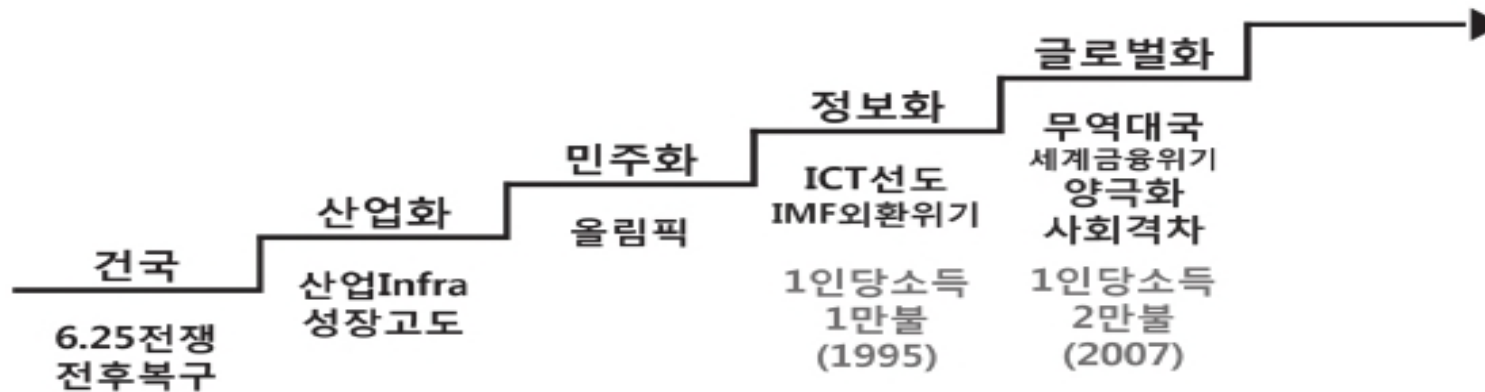 건국
6.25전쟁
전후복구
산업화
산업Infra
성장고도
민주화
올림픽
정보화
ICT선도
IMF외환위기
1인당소득
1만불
(1995)
글로벌화
무역대국
세계금융위기
양극화
사회격차
1인당소득
2만불
(2007)